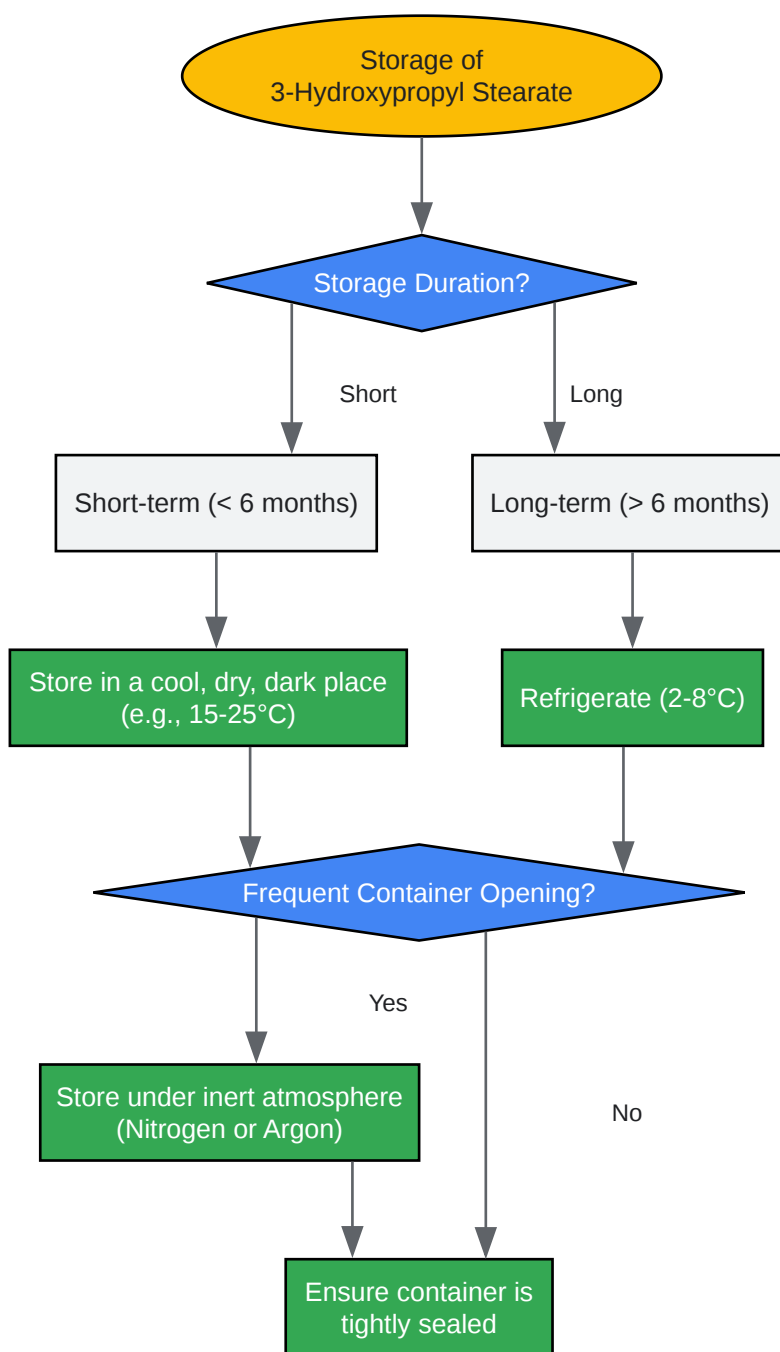 Storage of
3-Hydroxypropyl Stearate
Storage Duration?
Short
Long
Short-term (< 6 months)
Long-term (> 6 months)
Store in a cool, dry, dark place
(e.g., 15-25°C)
Refrigerate (2-8°C)
Frequent Container Opening?
Yes
Store under inert atmosphere
(Nitrogen or Argon)
No
Ensure container is
tightly sealed